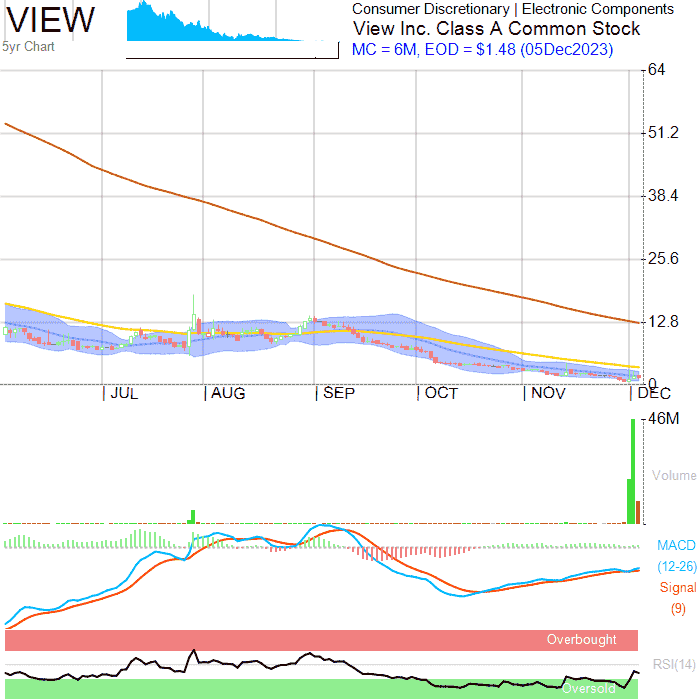 VIEW
5yr Chart
Consumer Discretionary | Electronic Components
View Inc. Class A Common Stock
MC = 6M, EOD = $1.48 (05Dec2023)
64
51.2
38.4
25.6
12.8
0
JUL AUG SEP OCT NOV DEC
46M
Volume
MACD
(12-26)
Signal
(9)
Overbought
RSI(14)
Oversold